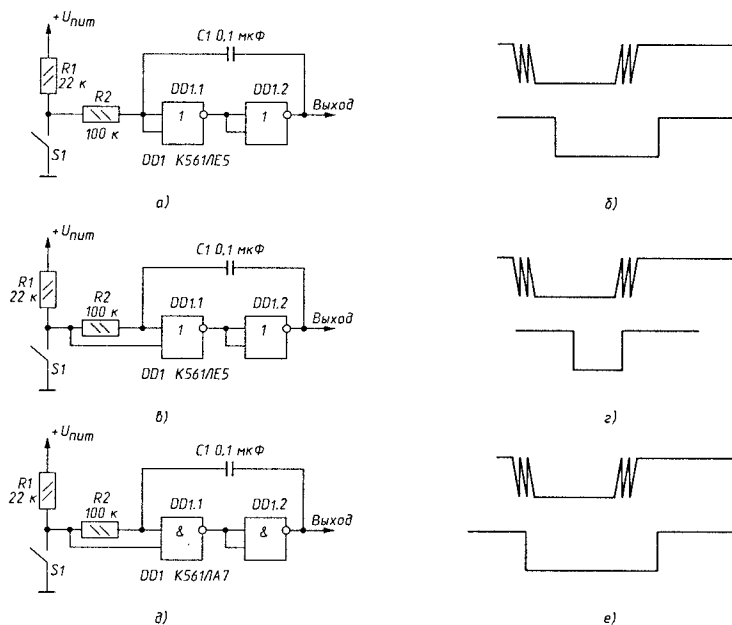 +Uпит
R1
22 к
R2
100 к
S1
C1 0,1 мкФ
DD1.1
DD1.2
1
1
Выход
DD1 К561ЛЕ5
а)
б)
+Uпит
R1
22 к
R2
100 к
S1
C1 0,1 мкФ
DD1.1
DD1.2
1
1
Выход
DD1 К561ЛЕ5
в)
г)
+Uпит
R1
22 к
R2
100 к
S1
C1 0,1 мкФ
DD1.1
DD1.2
&
&
Выход
DD1 К561ЛА7
д)
е)